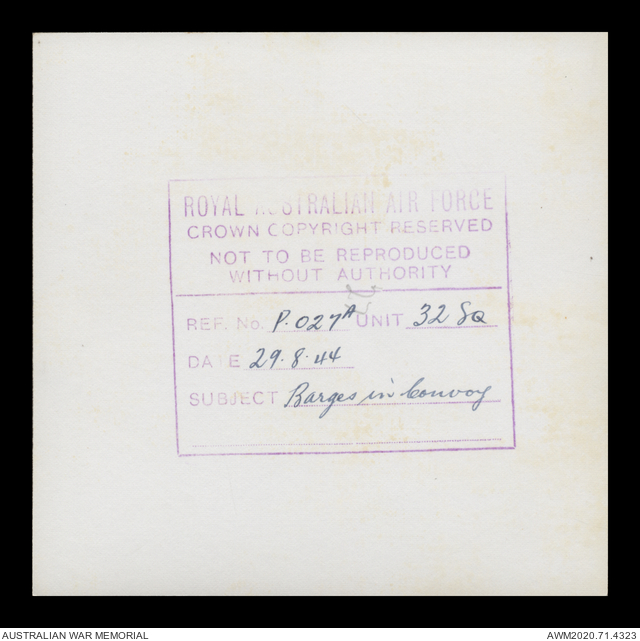 ROYAL AUSTRALIAN AIR FORCE
CROWN COPYRIGHT RESERVED
NOT TO BE REPRODUCED
WITHOUT AUTHORITY
REF. No. P.027A UNIT 32 SQ
DATE 29.8.44
SUBJECT Barges in Convoy
AUSTRALIAN WAR MEMORIAL AWM2020.71.4323